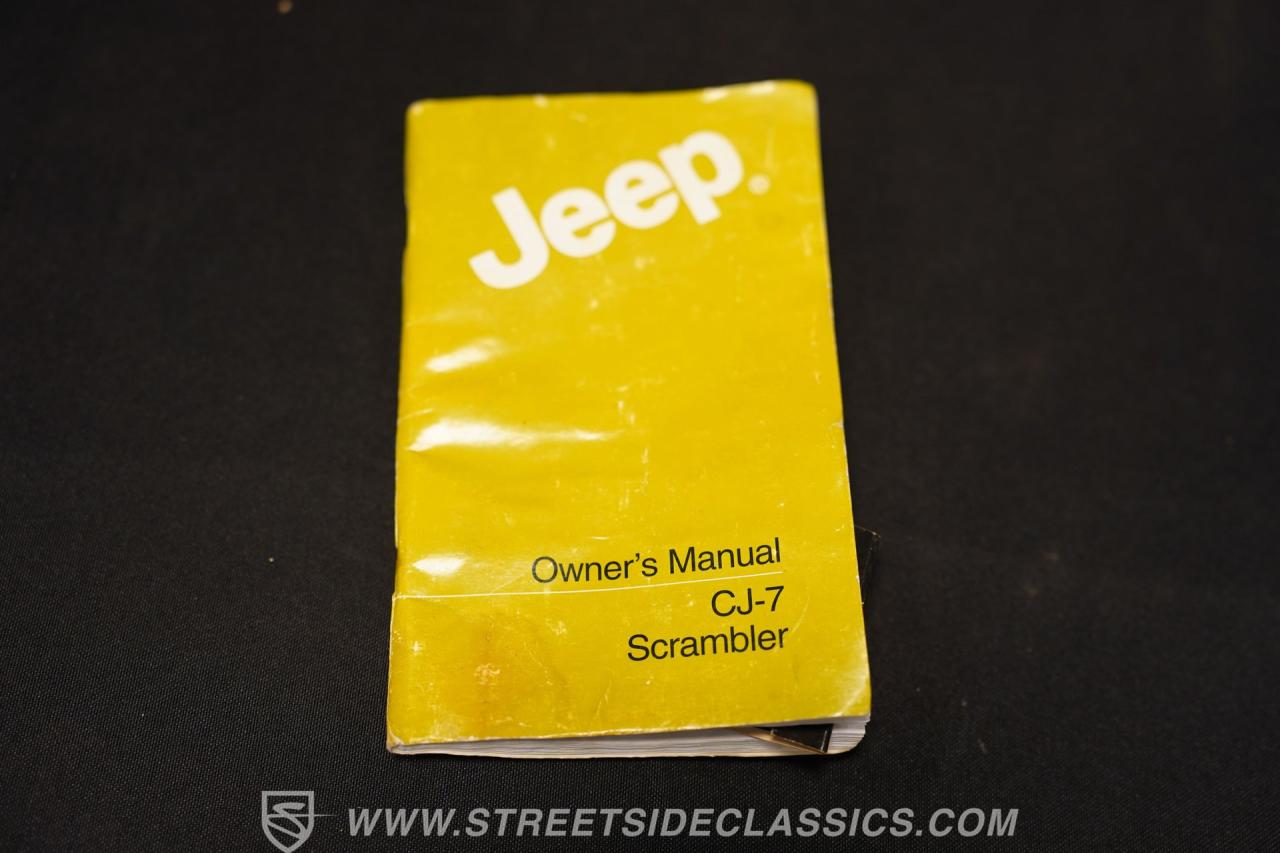 Jeep®
Owner's Manual
CJ-7
Scrambler
WWW.STREETSIDECLASSICS.COM